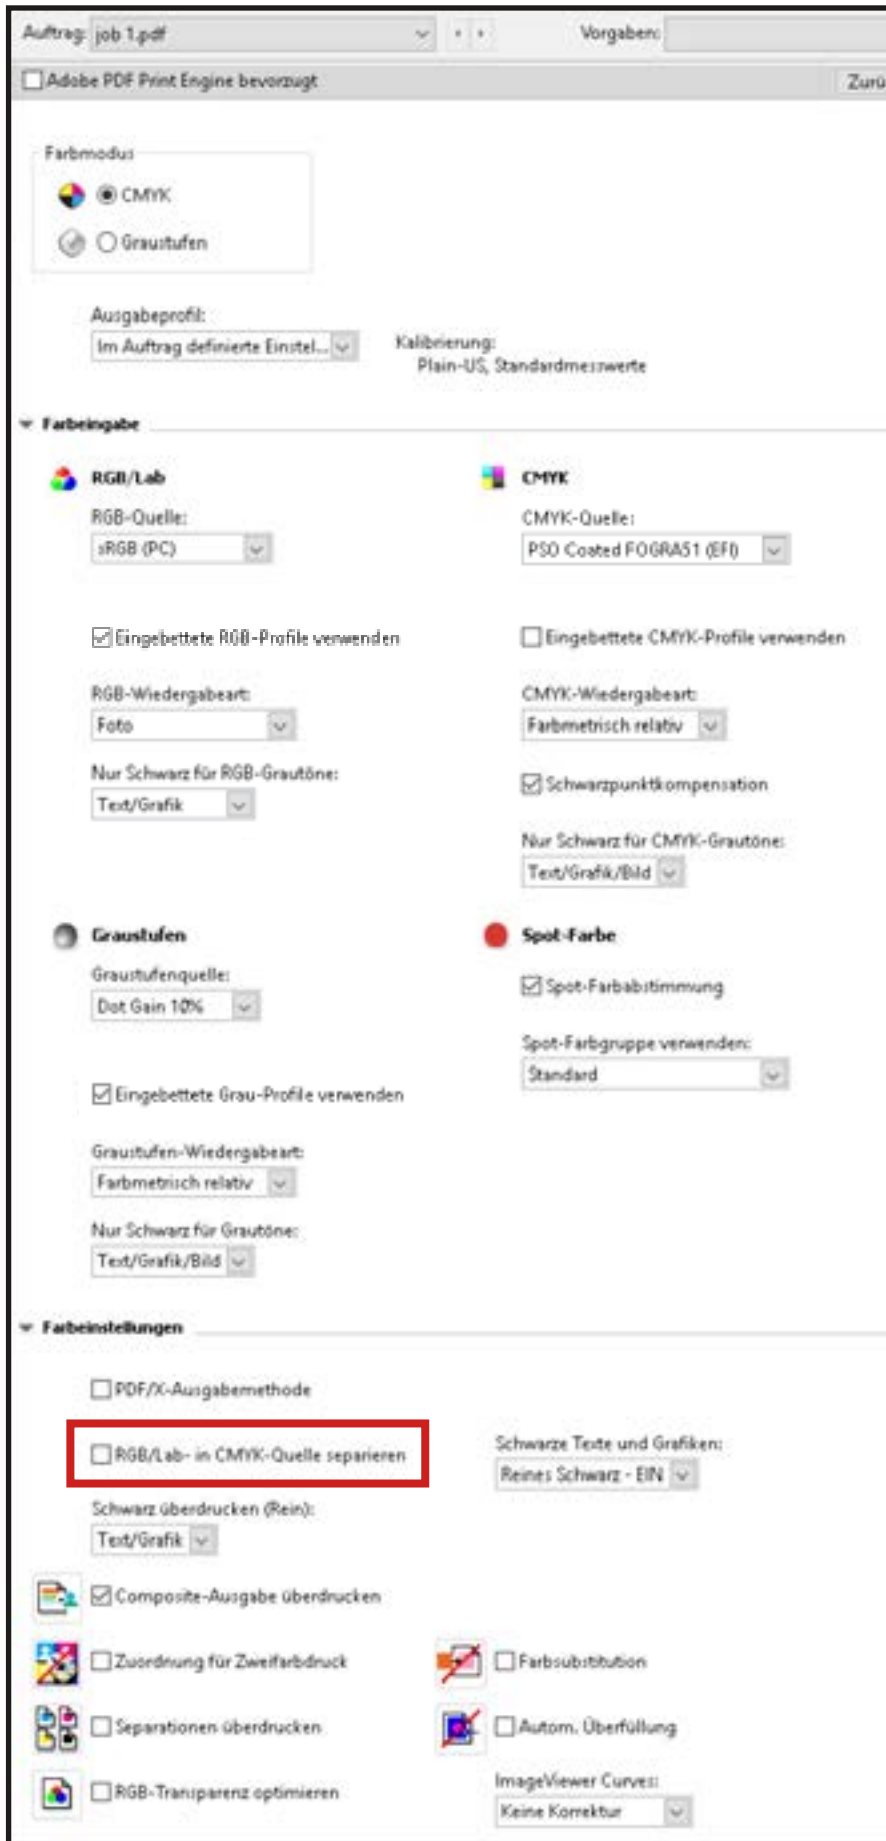 Auftrag: job 1.pdf Vorgaben:
Adobe PDF Print Engine bevorzugt Zurü
Farbmodus
CMYK
Graustufen
Ausgabeprofil:
Im Auftrag definierte Einstel...
Kalibrierung:
Plain-US, Standardmesswerte
Farbeingabe
RGB/Lab
RGB-Quelle:
sRGB (PC)
Eingebettete RGB-Profile verwenden
RGB-Wiedergabeart:
Foto
Nur Schwarz für RGB-Grautöne:
Text/Grafik
CMYK
CMYK-Quelle:
PSO Coated FOGRA51 (EFI)
Eingebettete CMYK-Profile verwenden
CMYK-Wiedergabeart:
Farbmetrisch relativ
Schwarzpunktkompensation
Nur Schwarz für CMYK-Grautöne:
Text/Grafik/Bild
Graustufen
Graustufenquelle:
Dot Gain 10%
Eingebettete Grau-Profile verwenden
Graustufen-Wiedergabeart:
Farbmetrisch relativ
Nur Schwarz für Grautöne:
Text/Grafik/Bild
Spot-Farbe
Spot-Farbabstimmung
Spot-Farbgruppe verwenden:
Standard
Farbeinstellungen
PDF/X-Ausgabemethode
RGB/Lab- in CMYK-Quelle separieren
Schwarze Texte und Grafiken:
Reines Schwarz - EIN
Schwarz überdrucken (Rein):
Text/Grafik
Composite-Ausgabe überdrucken
Zuordnung für Zweifarbdruck
Farbsubstitution
Separationen überdrucken
Autom. Überfüllung
RGB-Transparenz optimieren
ImageViewer Curves:
Keine Korrektur